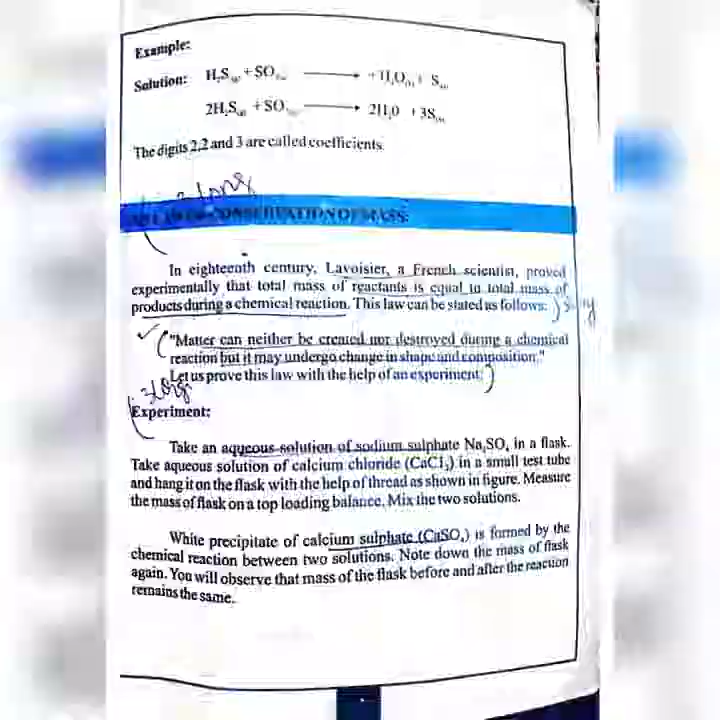 Example:
Solution: H₂S + SO ⟶ + H₂O + S
2H₂S + SO ⟶ 2H₂0 + 3S
The digits 2,2 and 3 are called coefficients.
long
LAW OF CONSERVATION OF MASS:
In eighteenth century, Lavoisier, a French scientist, proved
experimentally that total mass of reactants is equal to total mass of
products during a chemical reaction. This law can be stated as follows:
"Matter can neither be created nor destroyed during a chemical
reaction but it may undergo change in shape and composition."
Let us prove this law with the help of an experiment.
Experiment:
Take an aqueous solution of sodium sulphate Na₂SO₄ in a flask.
Take aqueous solution of calcium chloride (CaCl₂) in a small test tube
and hang it on the flask with the help of thread as shown in figure. Measure
the mass of flask on a top loading balance. Mix the two solutions.
White precipitate of calcium sulphate (CaSO₄) is formed by the
chemical reaction between two solutions. Note down the mass of flask
again. You will observe that mass of the flask before and after the reaction
remains the same.